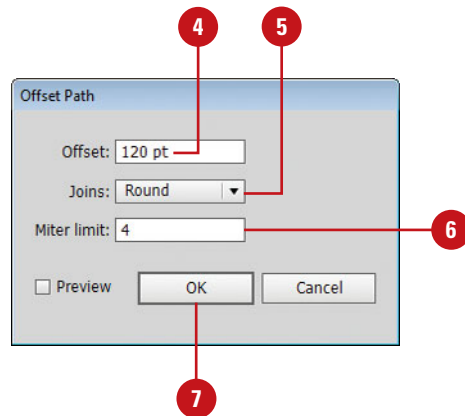 4 5
Offset Path
Offset: 120 pt
Joins: Round
Miter limit: 4
6
Preview OK Cancel
7